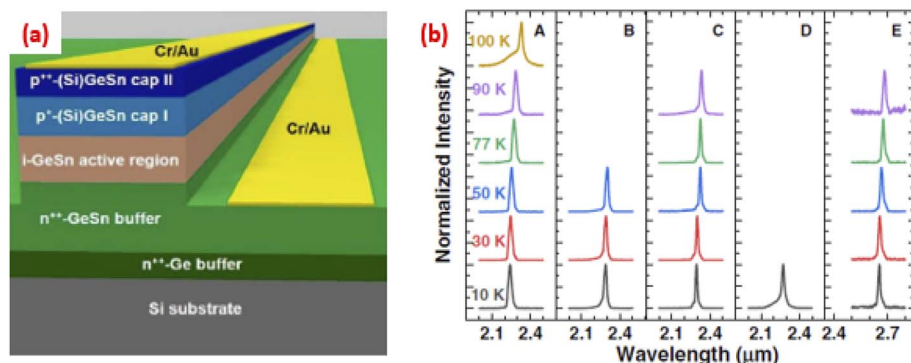 (a)
Cr/Au
p⁺⁺-(Si)GeSn cap II
p⁺-(Si)GeSn cap I
i-GeSn active region
Cr/Au
n⁺⁺-GeSn buffer
n⁺⁺-Ge buffer
Si substrate
(b)
Normalized Intensity
A B C D E
100 K
90 K
77 K
50 K
30 K
10 K
2.1 2.4 2.1 2.4 2.1 2.4 2.1 2.4 2.7
Wavelength (μm)